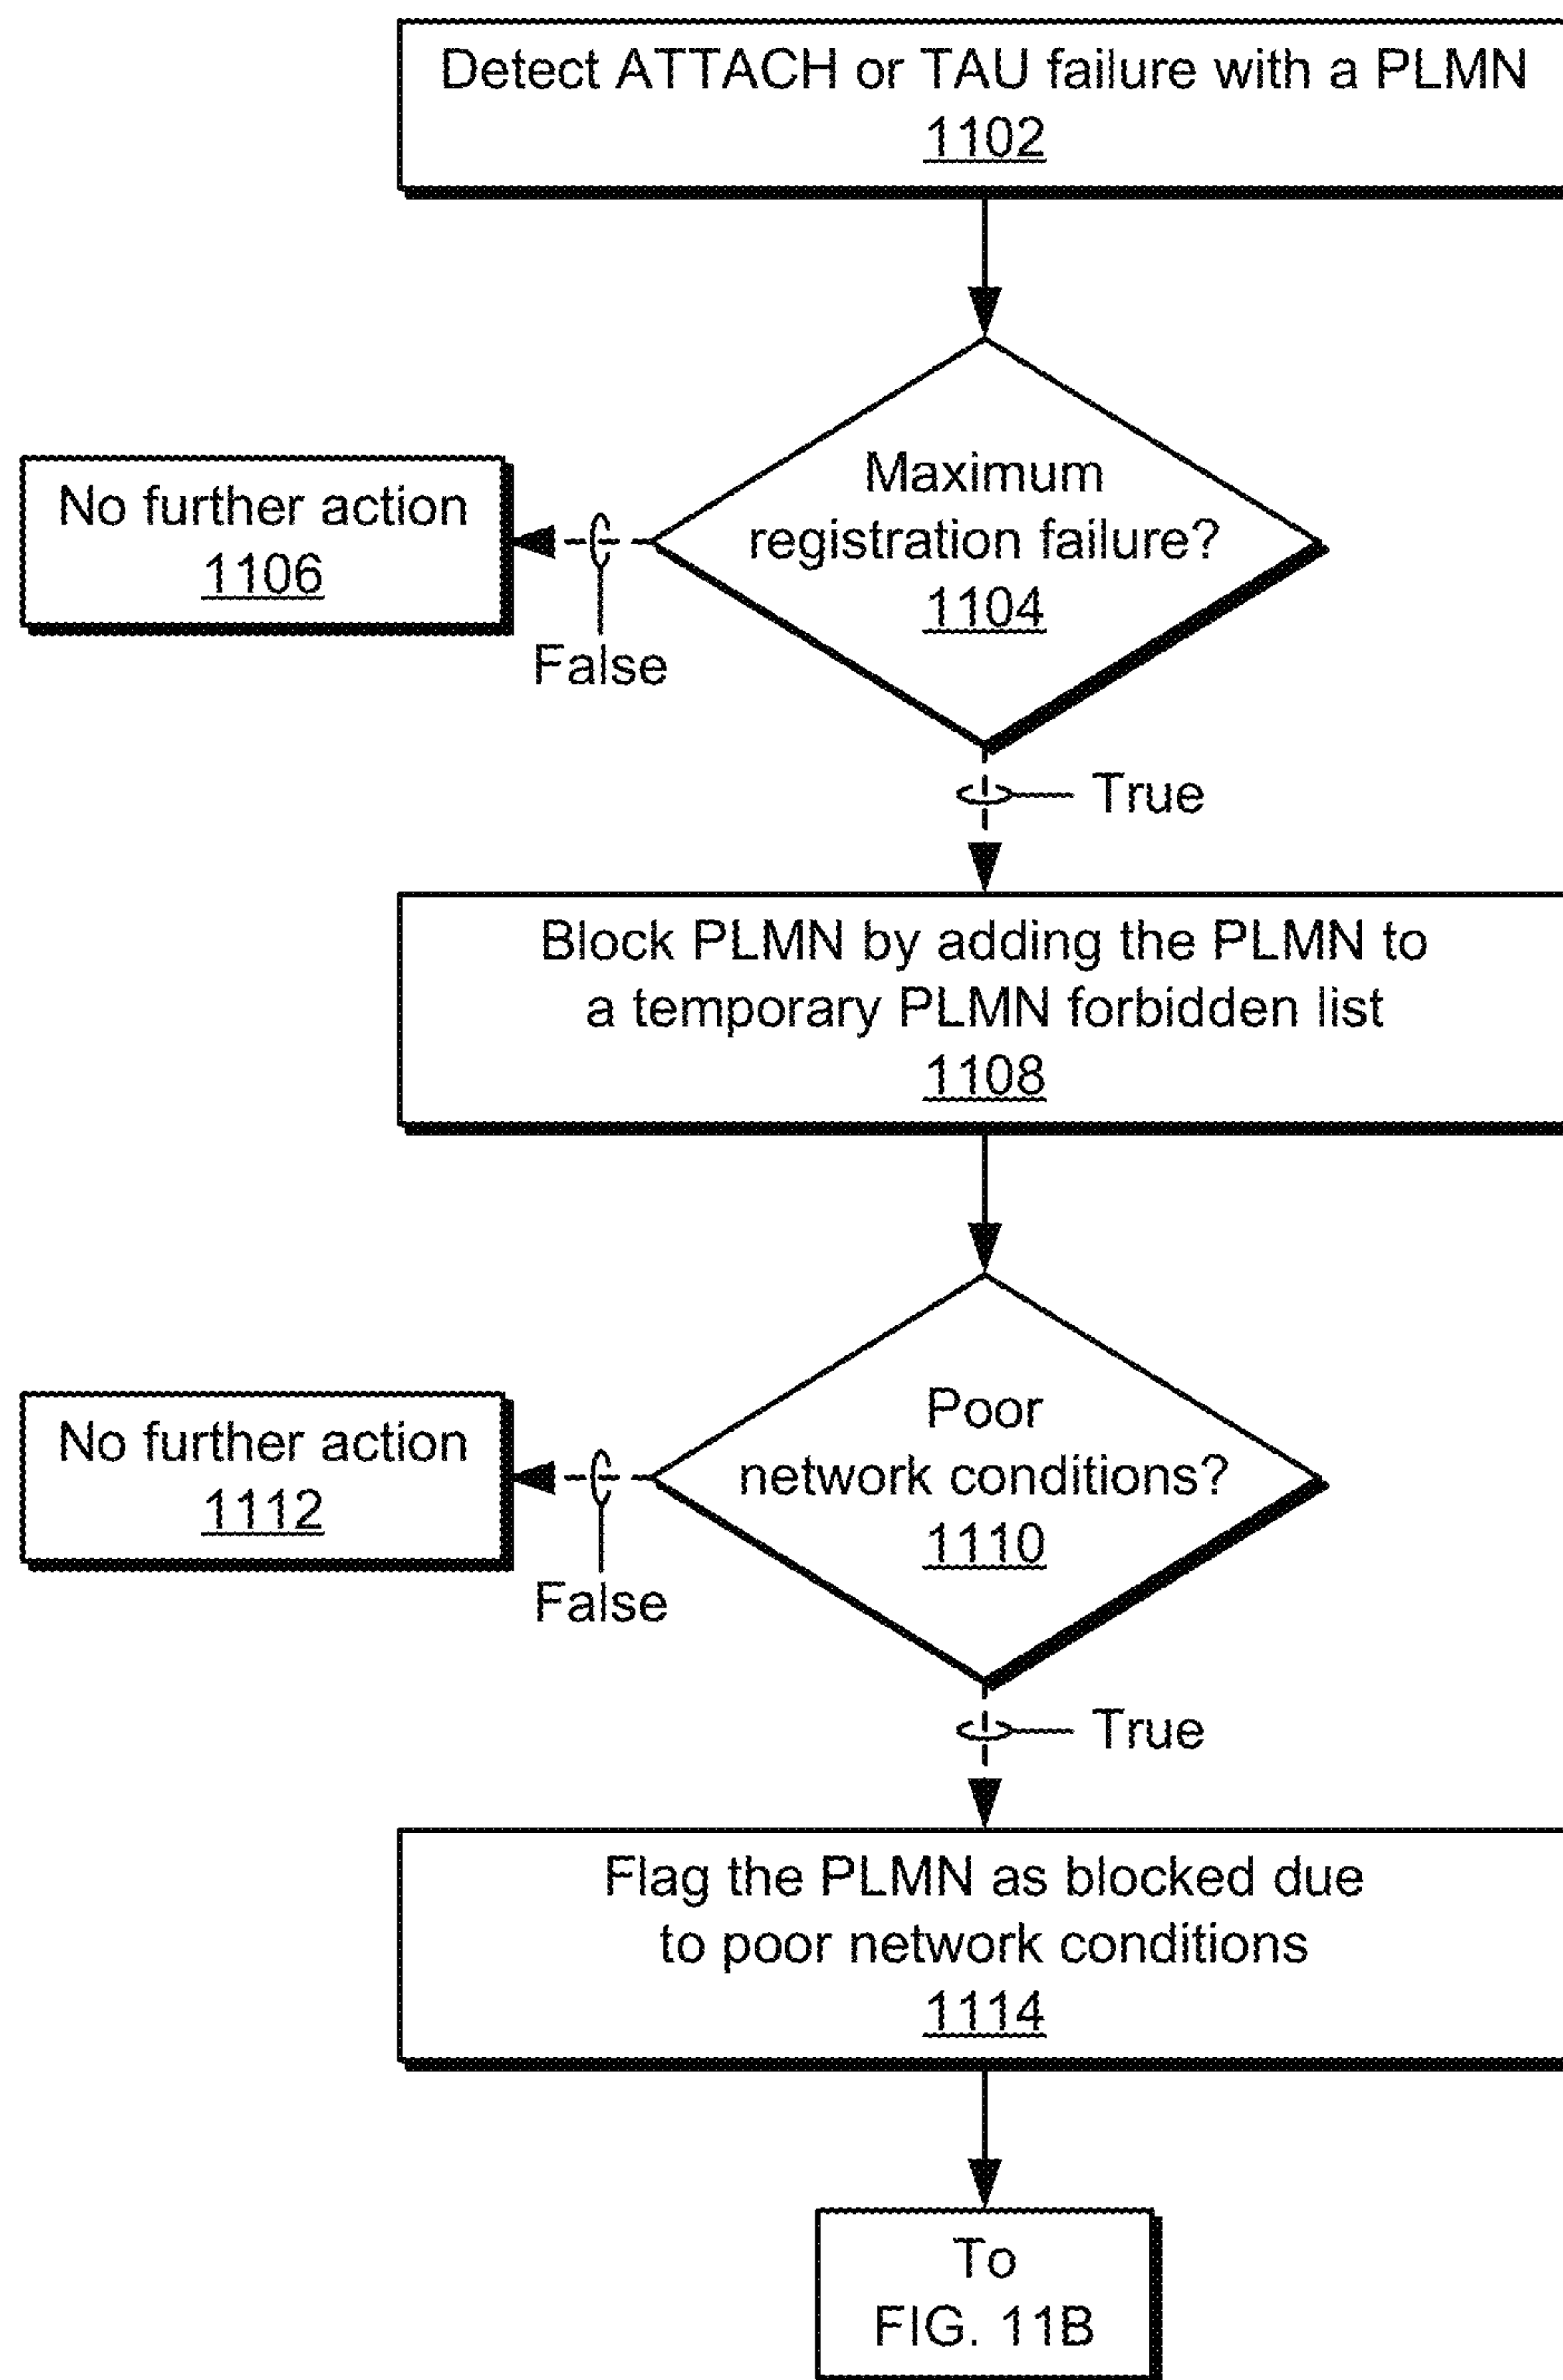 Detect ATTACH or TAU failure with a PLMN
1102
Maximum
registration failure?
1104
No further action
1106
False
True
Block PLMN by adding the PLMN to
a temporary PLMN forbidden list
1108
Poor
network conditions?
1110
No further action
1112
False
True
Flag the PLMN as blocked due
to poor network conditions
1114
To
FIG. 11B